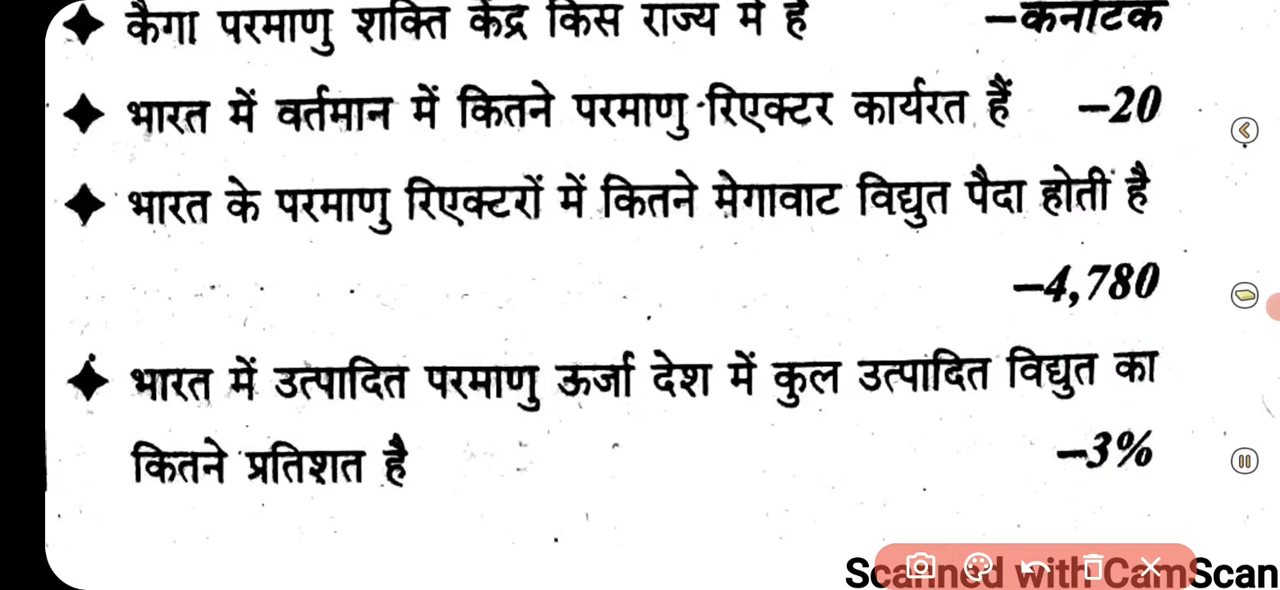 कैगा परमाणु शक्ति केंद्र किस राज्य में है –कर्नाटक
भारत में वर्तमान में कितने परमाणु रिएक्टर कार्यरत हैं –20
भारत के परमाणु रिएक्टरों में कितने मेगावाट विद्युत पैदा होती है
–4,780
भारत में उत्पादित परमाणु ऊर्जा देश में कुल उत्पादित विद्युत का
कितने प्रतिशत है –3%
Scanned with CamScan